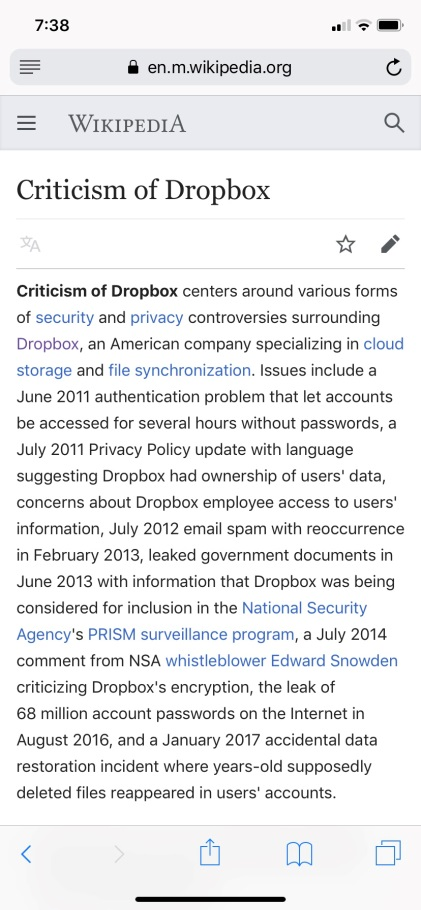 7:38
en.m.wikipedia.org
WIKIPEDIA
Criticism of Dropbox
Criticism of Dropbox centers around various forms
of security and privacy controversies surrounding
Dropbox, an American company specializing in cloud
storage and file synchronization. Issues include a
June 2011 authentication problem that let accounts
be accessed for several hours without passwords, a
July 2011 Privacy Policy update with language
suggesting Dropbox had ownership of users' data,
concerns about Dropbox employee access to users'
information, July 2012 email spam with reoccurrence
in February 2013, leaked government documents in
June 2013 with information that Dropbox was being
considered for inclusion in the National Security
Agency's PRISM surveillance program, a July 2014
comment from NSA whistleblower Edward Snowden
criticizing Dropbox's encryption, the leak of
68 million account passwords on the Internet in
August 2016, and a January 2017 accidental data
restoration incident where years-old supposedly
deleted files reappeared in users' accounts.